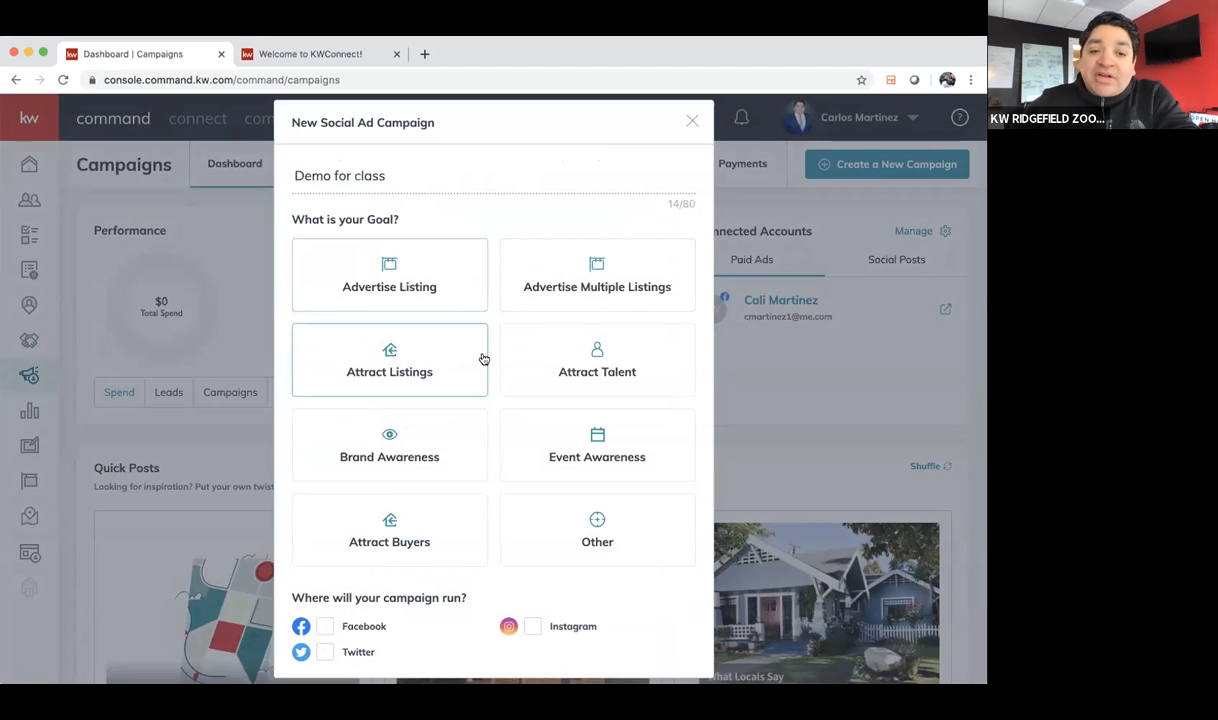 Dashboard | Campaigns
Welcome to KWConnect!
console.command.kw.com/command/campaigns
KW RIDGEFIELD ZOO...
OPEN H
kw
command
connect
com
New Social Ad Campaign
Carlos Martinez
Campaigns
Dashboard
Payments
Create a New Campaign
Demo for class
14/80
What is your Goal?
Performance
$0
Total Spend
Spend
Leads
Campaigns
Advertise Listing
Advertise Multiple Listings
Attract Listings
Attract Talent
Brand Awareness
Event Awareness
Attract Buyers
Other
nnected Accounts
Manage
Paid Ads
Social Posts
Cali Martinez
cmartinez1@me.com
Quick Posts
Looking for inspiration? Put your own twist
Shuffle
Where will your campaign run?
Facebook
Instagram
Twitter
What Locals Say